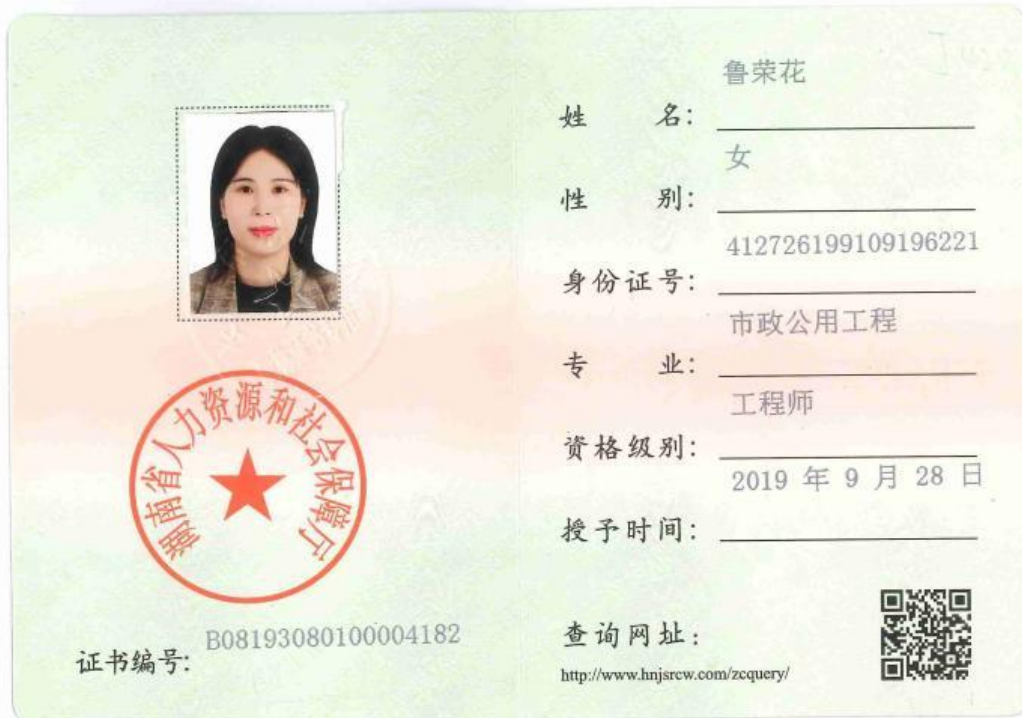 湖南省人力资源和社会保障厅
证书编号: B08193080100004182
鲁荣花
姓 名:
女
性 别:
412726199109196221
身份证号:
市政公用工程
专 业:
工程师
资格级别:
2019 年 9 月 28 日
授予时间:
查询网址:
http://www.hnjsrcw.com/zcquery/